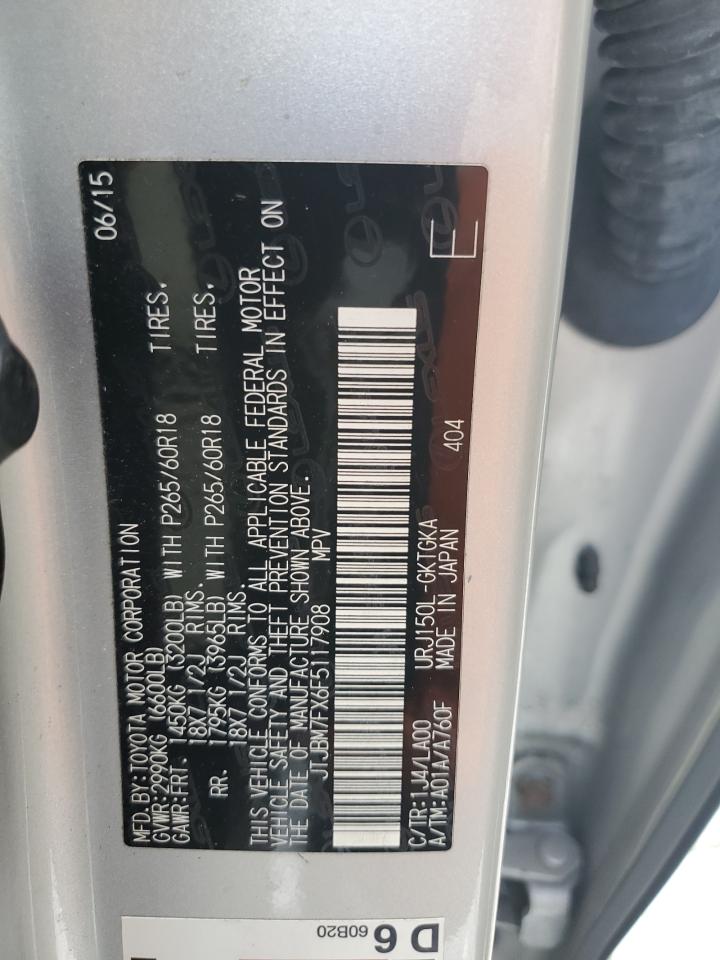 MFD.BY:TOYOTA MOTOR CORPORATION 06/15
GVWR:2990KG (6600LB)
GAWR:FRT. 1450KG (3200LB) WITH P265/60R18 TIRES.
18X7 1/2J RIMS.
RR. 1795KG (3965LB) WITH P265/60R18 TIRES.
18X7 1/2J RIMS.
THIS VEHICLE CONFORMS TO ALL APPLICABLE FEDERAL MOTOR
VEHICLE SAFETY AND THEFT PREVENTION STANDARDS IN EFFECT ON
THE DATE OF MANUFACTURE SHOWN ABOVE.
JTJBM7FX6F5117908 MPV
C/TR:1J4/LA00 URJ150L-GKTGKA
A/TM:A01A/A760F MADE IN JAPAN 404
D 6
60B20